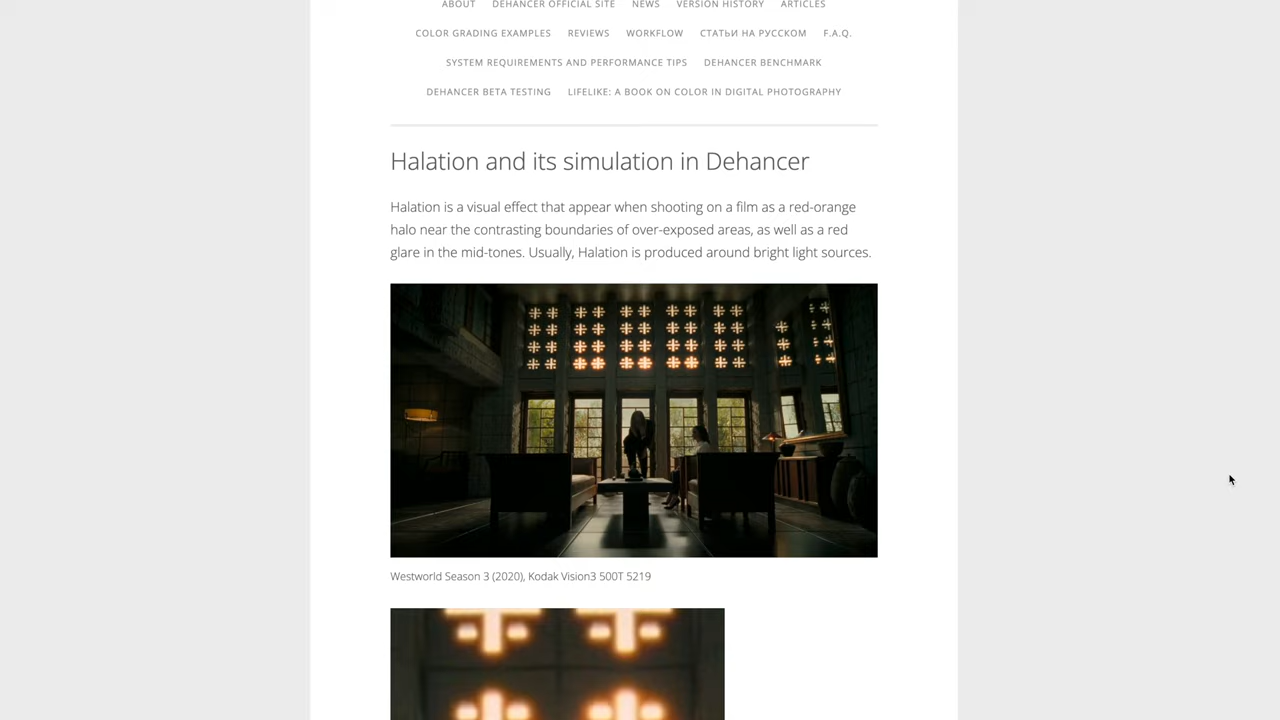 ABOUT DEHANCER OFFICIAL SITE NEWS VERSION HISTORY ARTICLES
COLOR GRADING EXAMPLES REVIEWS WORKFLOW СТАТЬИ НА РУССКОМ F.A.Q.
SYSTEM REQUIREMENTS AND PERFORMANCE TIPS DEHANCER BENCHMARK
DEHANCER BETA TESTING LIFELIKE: A BOOK ON COLOR IN DIGITAL PHOTOGRAPHY
Halation and its simulation in Dehancer
Halation is a visual effect that appear when shooting on a film as a red-orange
halo near the contrasting boundaries of over-exposed areas, as well as a red
glare in the mid-tones. Usually, Halation is produced around bright light sources.
Westworld Season 3 (2020), Kodak Vision3 500T 5219